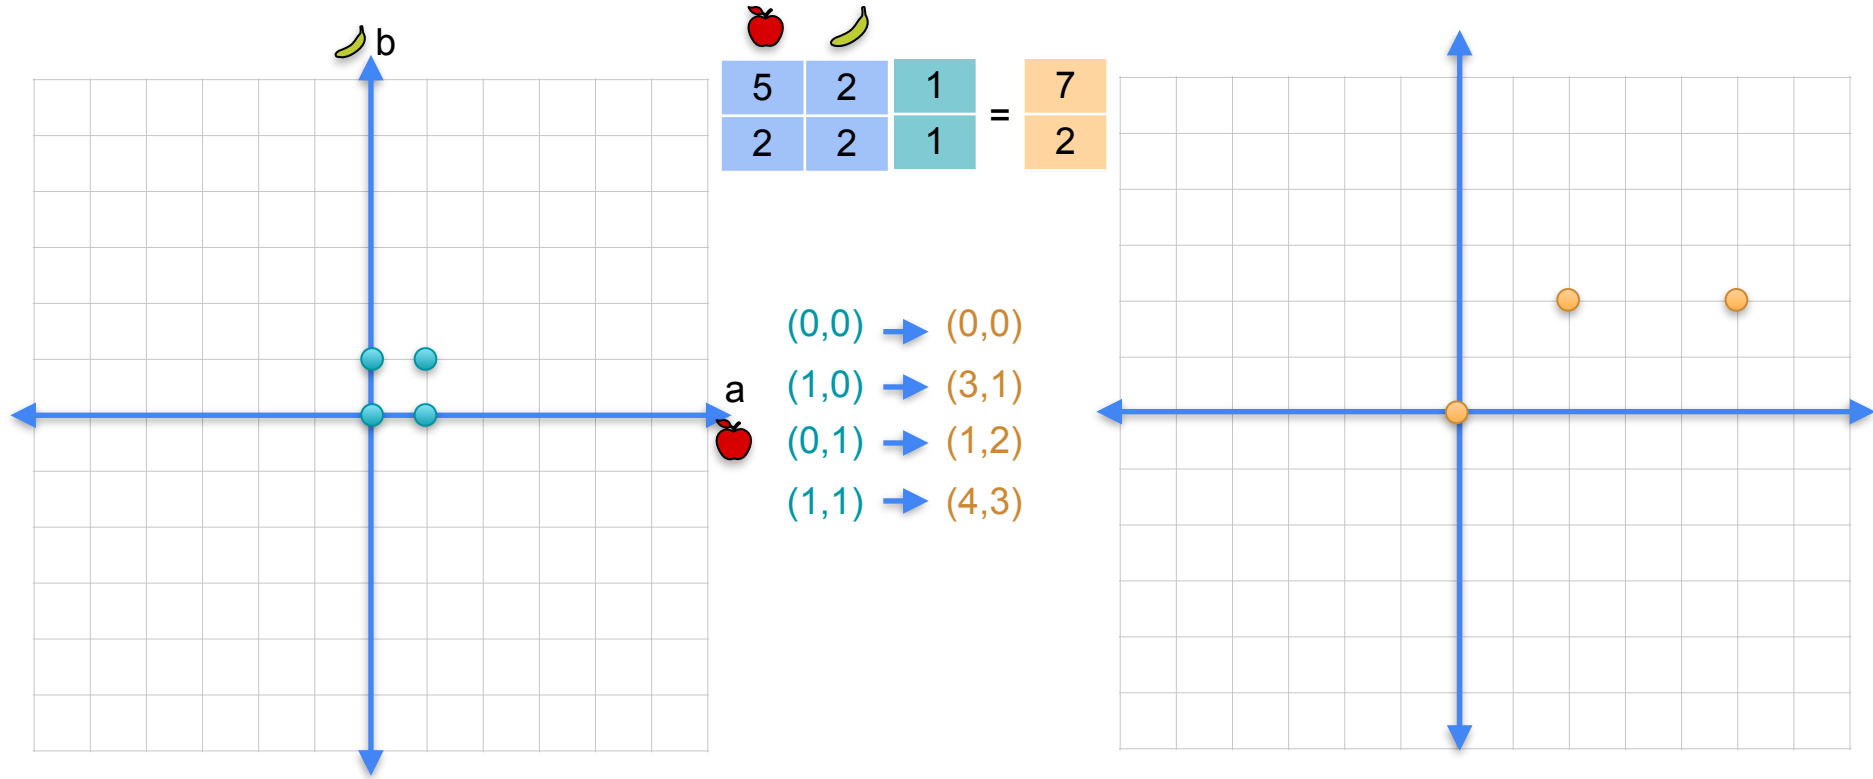 b
5 2 1 = 7
2 2 1 2
(0,0) (0,0)
a
(1,0) (3,1)
(0,1) (1,2)
(1,1) (4,3)